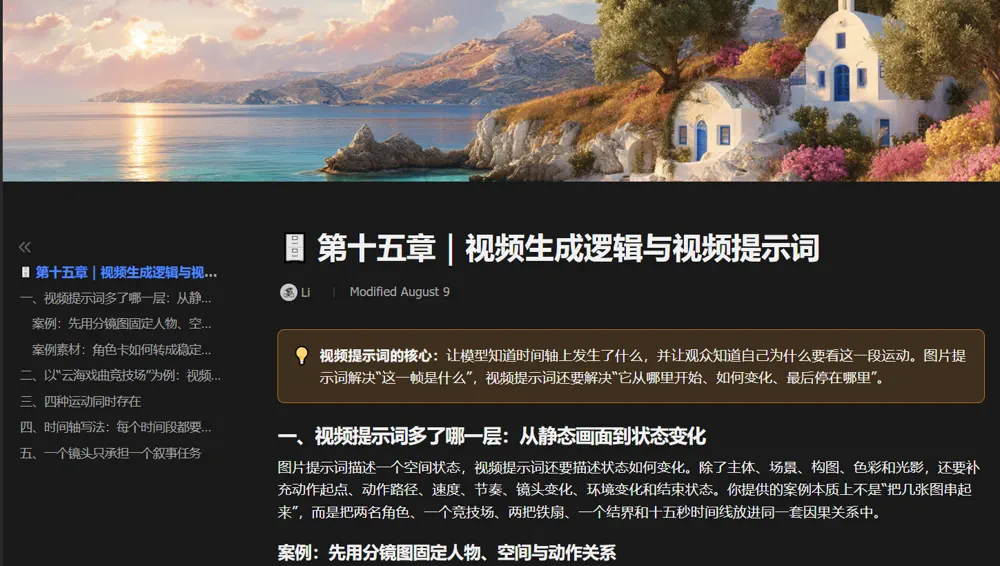 第十五章｜视频生成逻辑与视频提示词
Li
Modified August 9
第十五章｜视频生成逻辑与视...
一、视频提示词多了哪一层：从静...
案例：先用分镜图固定人物、空...
案例素材：角色卡如何转成稳定...
二、以“云海戏曲竞技场”为例：视频...
三、四种运动同时存在
四、时间轴写法：每个时间段都要...
五、一个镜头只承担一个叙事任务
视频提示词的核心：让模型知道时间轴上发生了什么，并让观众知道自己为什么要看这一段运动。图片提
示词解决“这一帧是什么”，视频提示词还要解决“它从哪里开始、如何变化、最后停在哪里”。
一、视频提示词多了哪一层：从静态画面到状态变化
图片提示词描述一个空间状态，视频提示词还要描述状态如何变化。除了主体、场景、构图、色彩和光影，还要补
充动作起点、动作路径、速度、节奏、镜头变化、环境变化和结束状态。你提供的案例本质上不是“把几张图串起
来”，而是把两名角色、一个竞技场、两把铁扇、一个结界和十五秒时间线放进同一套因果关系中。
案例：先用分镜图固定人物、空间与动作关系